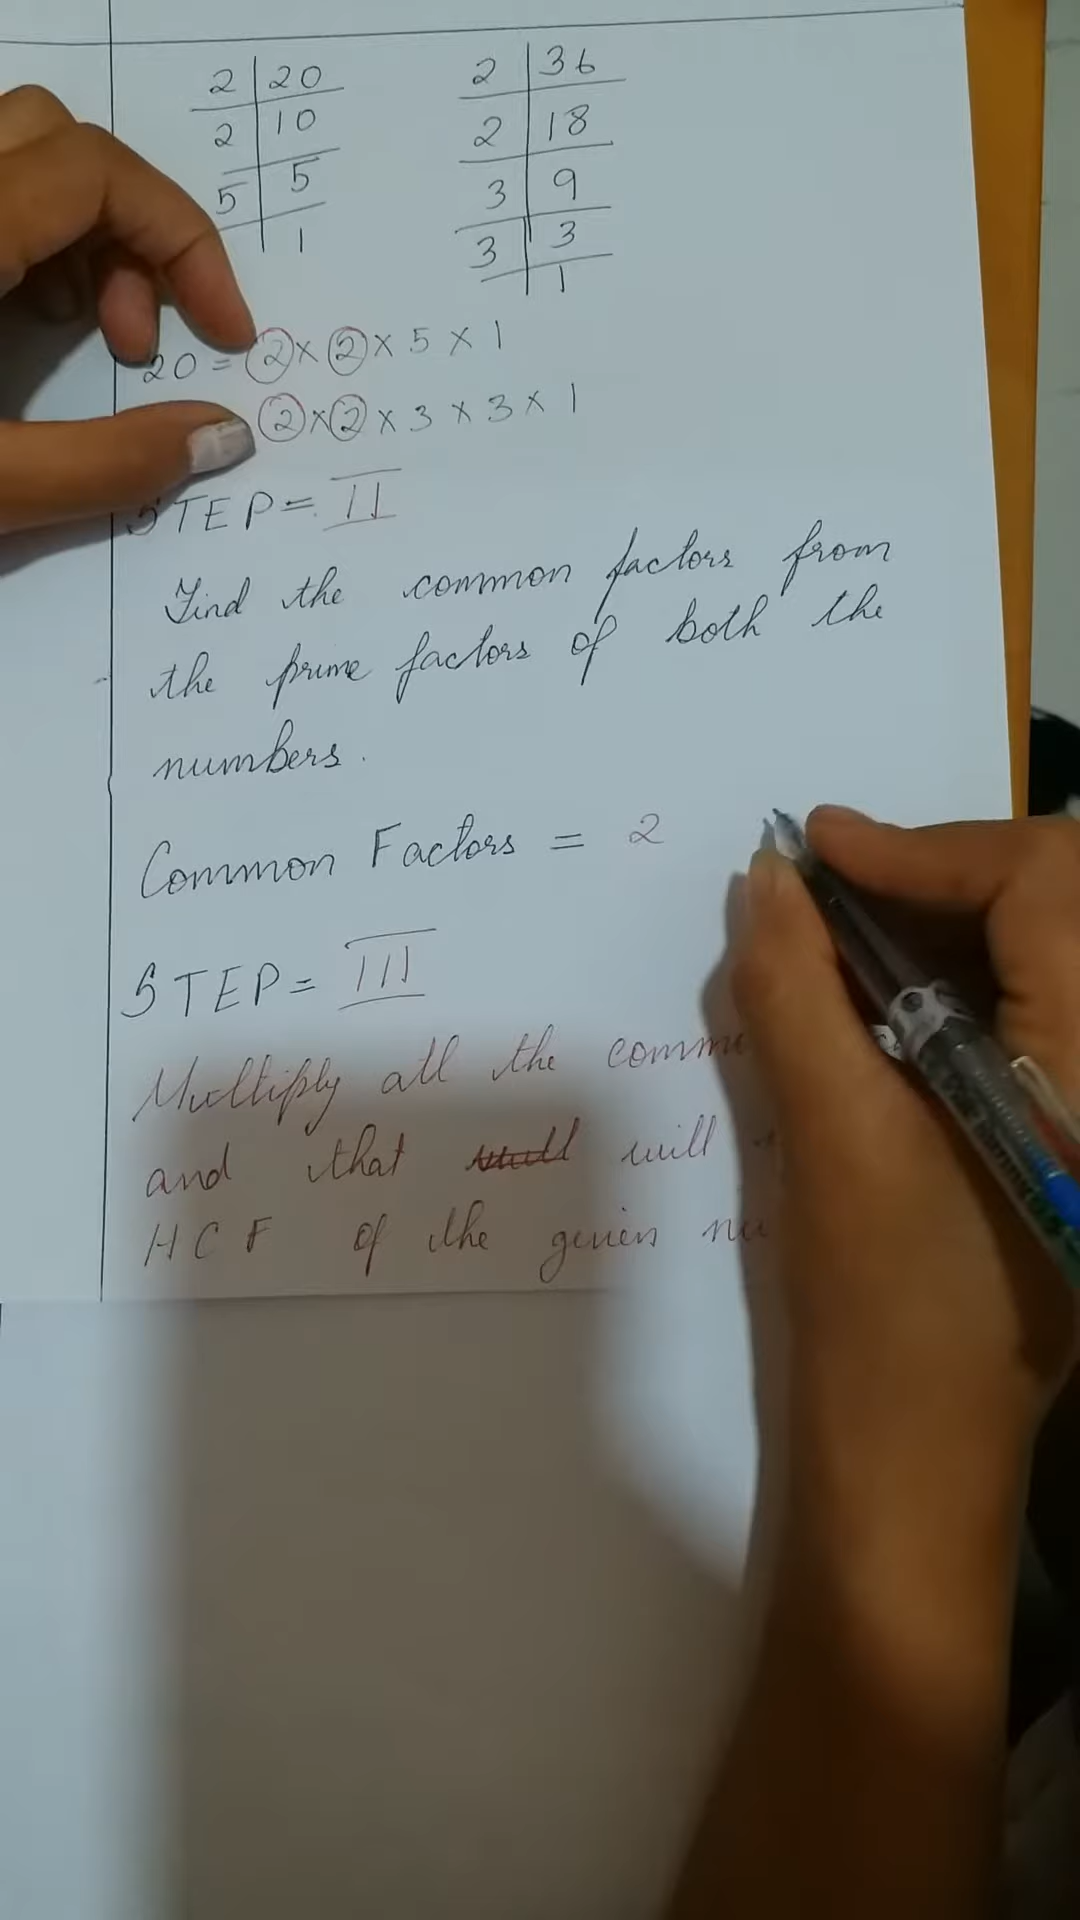 2 | 20
2 | 10
5 | 5
1
2 | 36
2 | 18
3 | 9
3 | 3
1
20 = 2 × 2 × 5 × 1
2 × 2 × 3 × 3 × 1
STEP = II
Find the common factors from
the prime factors of both the
numbers.
Common Factors = 2
STEP = III
Multiply all the comm
and that will
HCF of the given nu